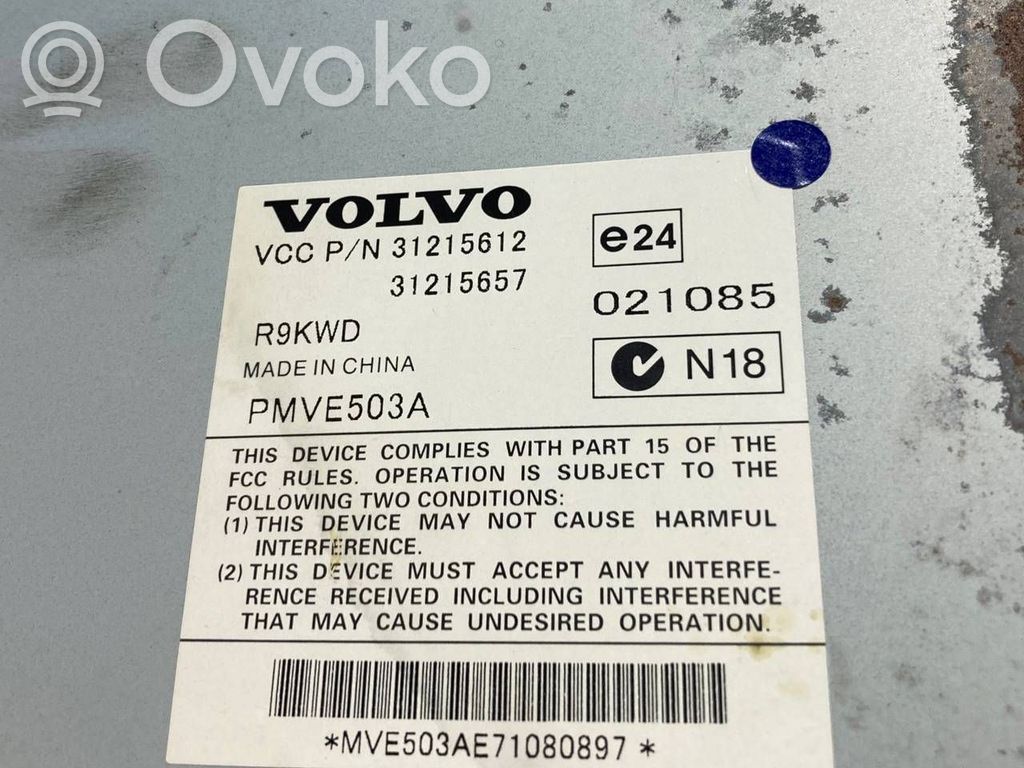 Ovoko
VOLVO
VCC P/N 31215612
31215657
e24
021085
R9KWD
MADE IN CHINA
N18
PMVE503A
THIS DEVICE COMPLIES WITH PART 15 OF THE
FCC RULES. OPERATION IS SUBJECT TO THE
FOLLOWING TWO CONDITIONS:
(1) THIS DEVICE MAY NOT CAUSE HARMFUL
INTERFERENCE.
(2) THIS DEVICE MUST ACCEPT ANY INTERFE-
RENCE RECEIVED INCLUDING INTERFERENCE
THAT MAY CAUSE UNDESIRED OPERATION.
*MVE503AE71080897 *